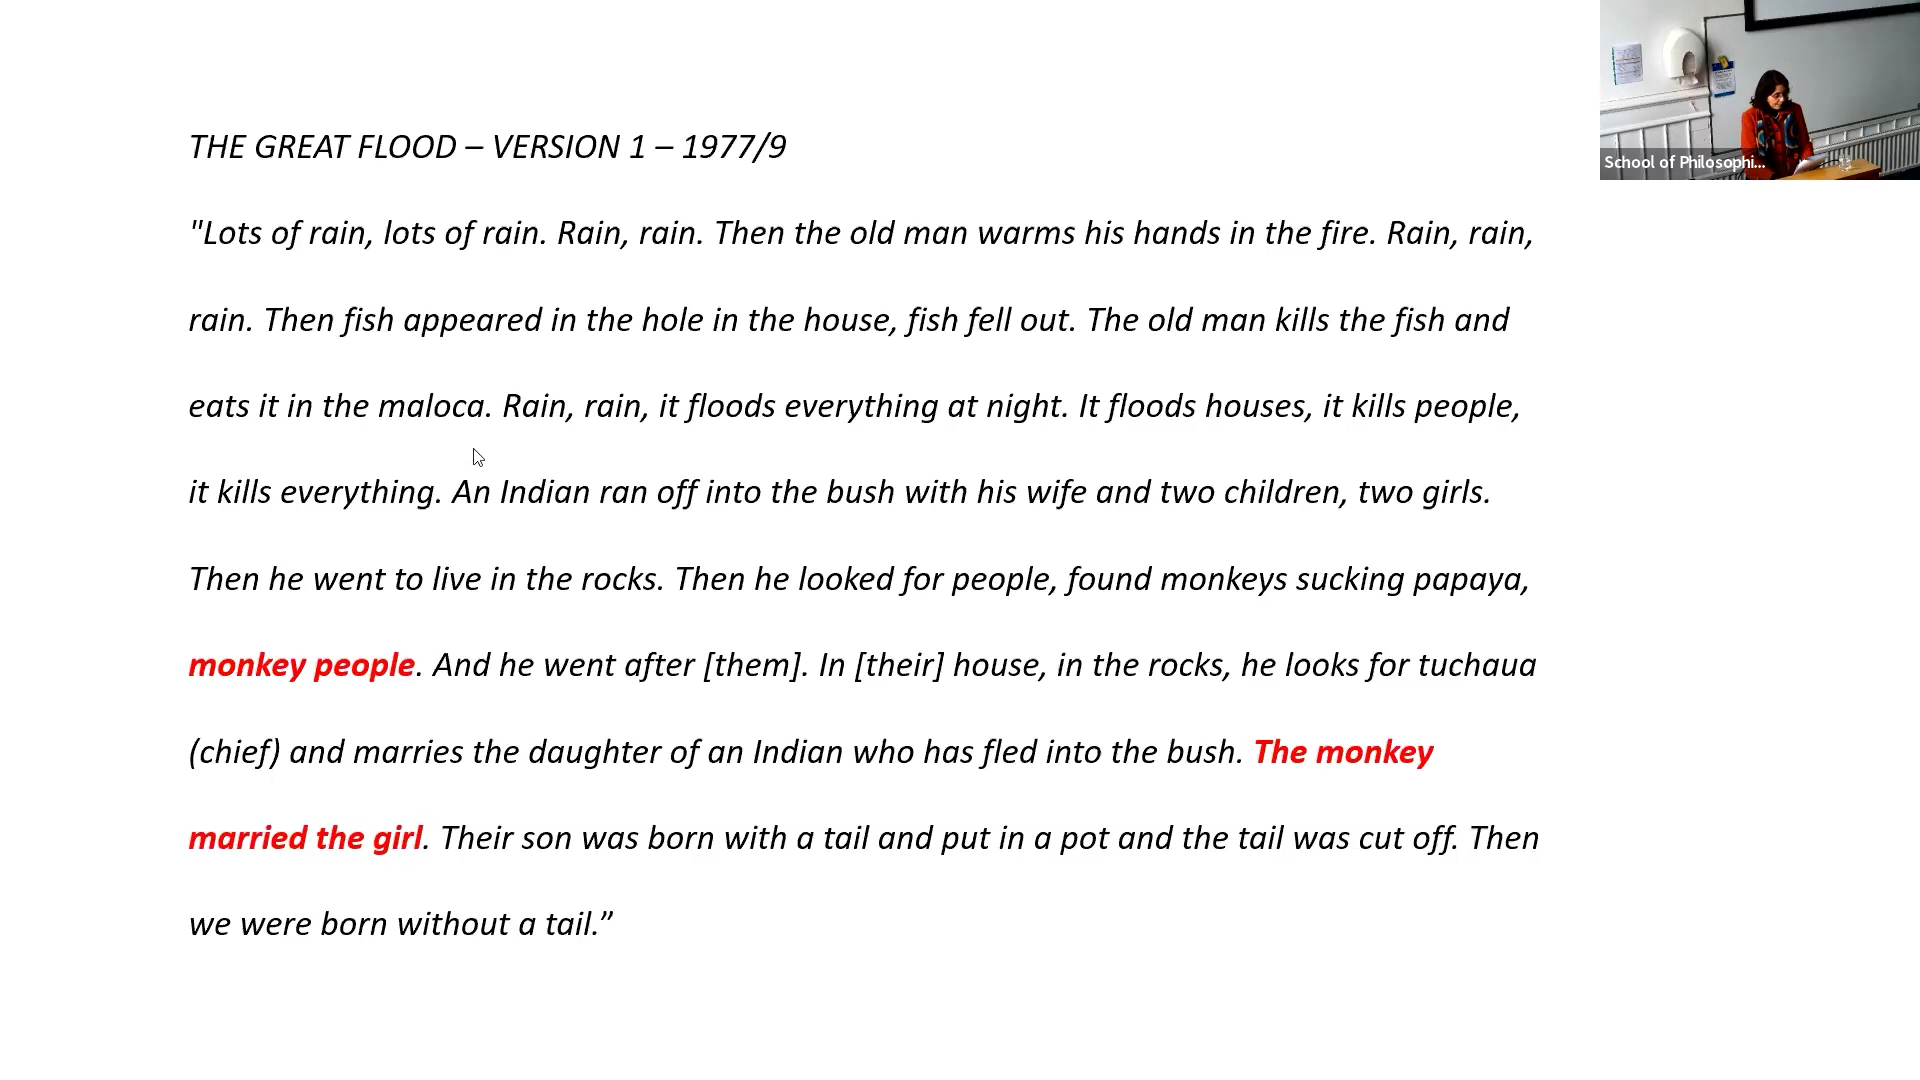 THE GREAT FLOOD – VERSION 1 – 1977/9
"Lots of rain, lots of rain. Rain, rain. Then the old man warms his hands in the fire. Rain, rain,
rain. Then fish appeared in the hole in the house, fish fell out. The old man kills the fish and
eats it in the maloca. Rain, rain, it floods everything at night. It floods houses, it kills people,
it kills everything. An Indian ran off into the bush with his wife and two children, two girls.
Then he went to live in the rocks. Then he looked for people, found monkeys sucking papaya,
monkey people. And he went after [them]. In [their] house, in the rocks, he looks for tuchaua
(chief) and marries the daughter of an Indian who has fled into the bush. The monkey
married the girl. Their son was born with a tail and put in a pot and the tail was cut off. Then
we were born without a tail.”
School of Philosophi...